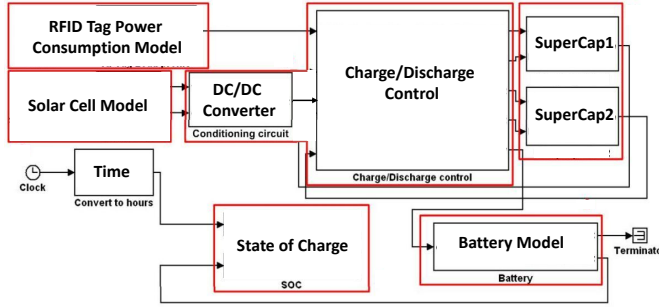 RFID Tag Power
Consumption Model
Solar Cell Model
DC/DC
Converter
Conditioning circuit
Charge/Discharge
Control
Charge/Discharge control
SuperCap1
SuperCap2
Clock
Time
Convert to hours
State of Charge
SOC
Battery Model
Battery
Terminato